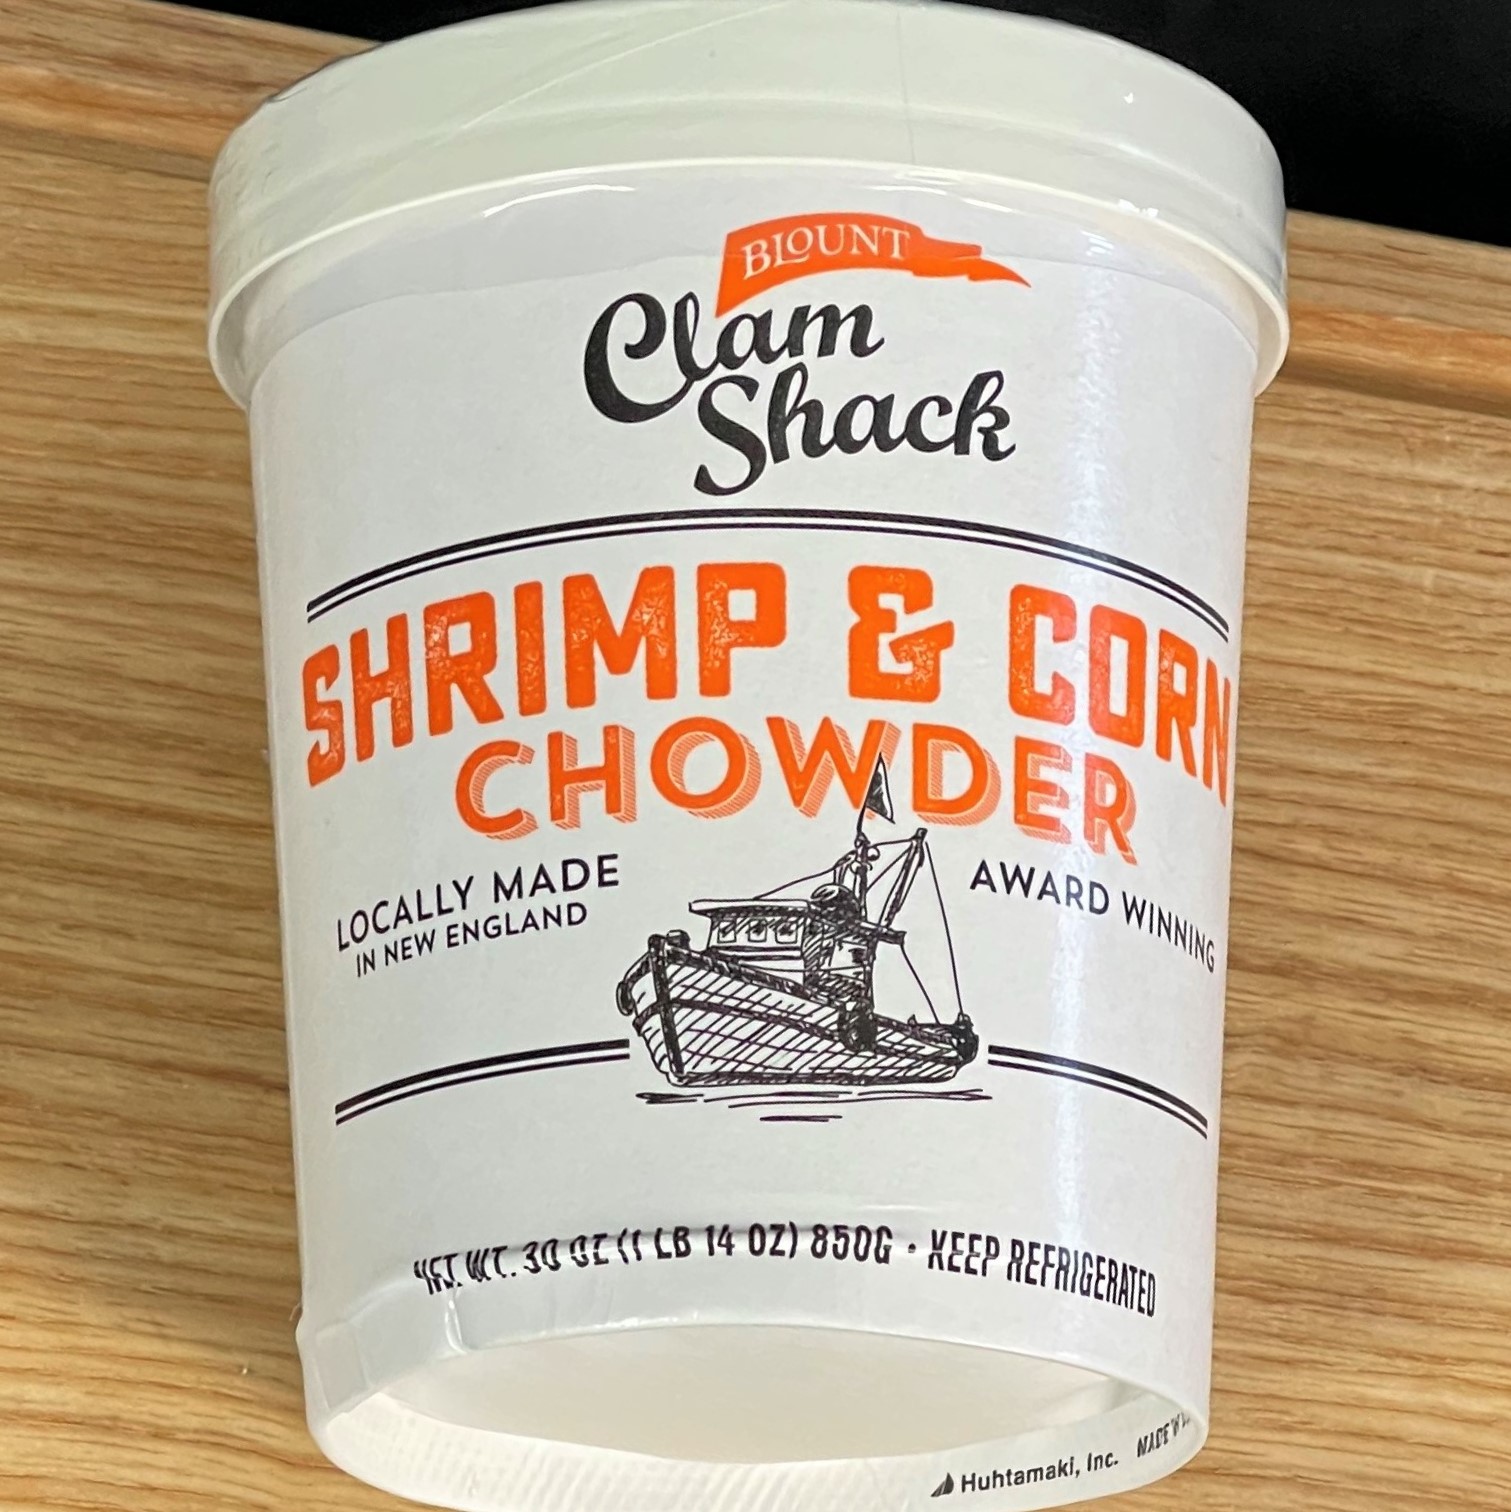 BLOUNT
Clam
Shack
SHRIMP & CORN
CHOWDER
LOCALLY MADE
IN NEW ENGLAND
AWARD WINNING
NET WT. 30 OZ (1 LB 14 OZ) 850G • KEEP REFRIGERATED
Huhtamaki, Inc. MADE